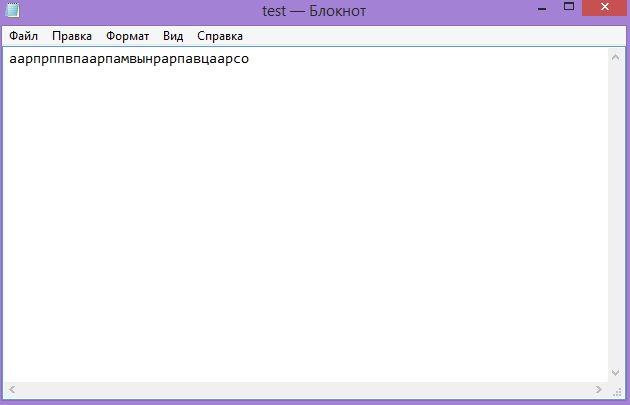 test — Блокнот
Файл Правка Формат Вид Справка
аарпрппвпаарпамвынрарпавцаарсо